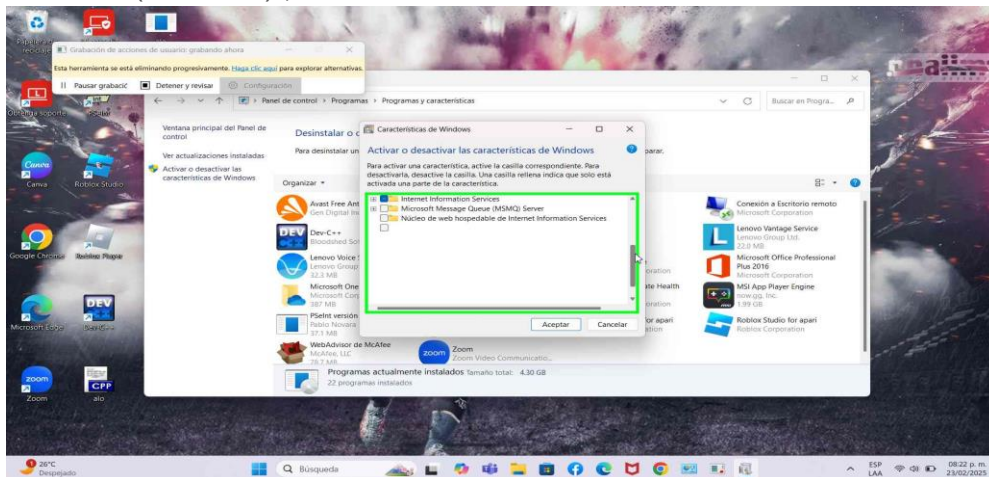 Grabación de acciones de usuario: grabando ahora
Esta herramienta se está eliminando progresivamente. Haga clic aquí para explorar alternativas.
Pausar grabació
Detener y revisar
Configuración
Panel de control > Programas > Programas y características
Buscar en Progra...
Ventana principal del Panel de control
Ver actualizaciones instaladas
Activar o desactivar las características de Windows
Desinstalar o c
Para desinstalar un
parar.
Organizar
Características de Windows
Activar o desactivar las características de Windows
Para activar una característica, active la casilla correspondiente. Para
desactivarla, desactive la casilla. Una casilla rellena indica que solo está
activada una parte de la característica.
Internet Information Services
Microsoft Message Queue (MSMQ) Server
Núcleo de web hospedable de Internet Information Services
Aceptar
Cancelar
Avast Free Ant
Gen Digital In
Dev-C++
Bloodshed So
Lenovo Voice
Lenovo Group
32.3 MB
Microsoft One
Microsoft Corp
387 MB
PSeInt versión
Pablo Novara
37.1 MB
WebAdvisor de McAfee
McAfee, LLC
79.7 MB
Zoom
Zoom Video Communicatio...
Conexión a Escritorio remoto
Microsoft Corporation
Lenovo Vantage Service
Lenovo Group Ltd.
22.0 MB
Microsoft Office Professional
Plus 2016
Microsoft Corporation
MSI App Player Engine
now.gg, Inc.
1.99 GB
Roblox Studio for apari
Roblox Corporation
Programas actualmente instalados Tamaño total: 4.30 GB
22 programas instalados
Canva
Roblox Studio
Google Chrome
Roblox Player
Microsoft Edge
Dev-C++
Zoom
alo
26°C
Despejado
Búsqueda
ESP
LAA
08:22 p. m.
23/02/2025